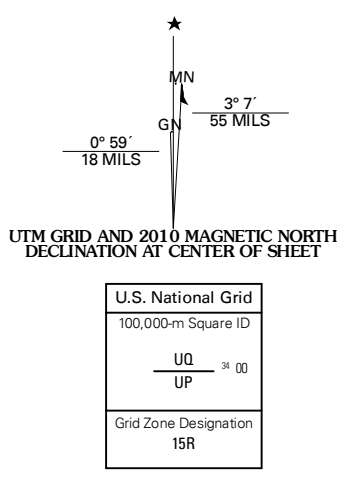 ★
MN
3° 7´
55 MILS
GN
0° 59´
18 MILS
UTM GRID AND 2010 MAGNETIC NORTH
DECLINATION AT CENTER OF SHEET
U.S. National Grid
100,000-m Square ID
UQ
34 00
UP
Grid Zone Designation
15R